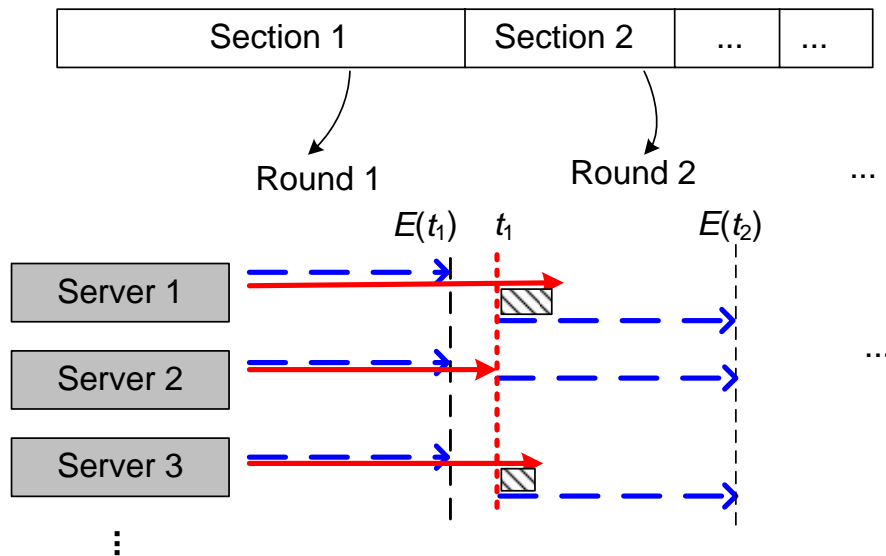 Section 1 Section 2 ... ...
Round 1 Round 2 ...
E(t₁) t₁ E(t₂)
Server 1
Server 2 ...
Server 3
⋮